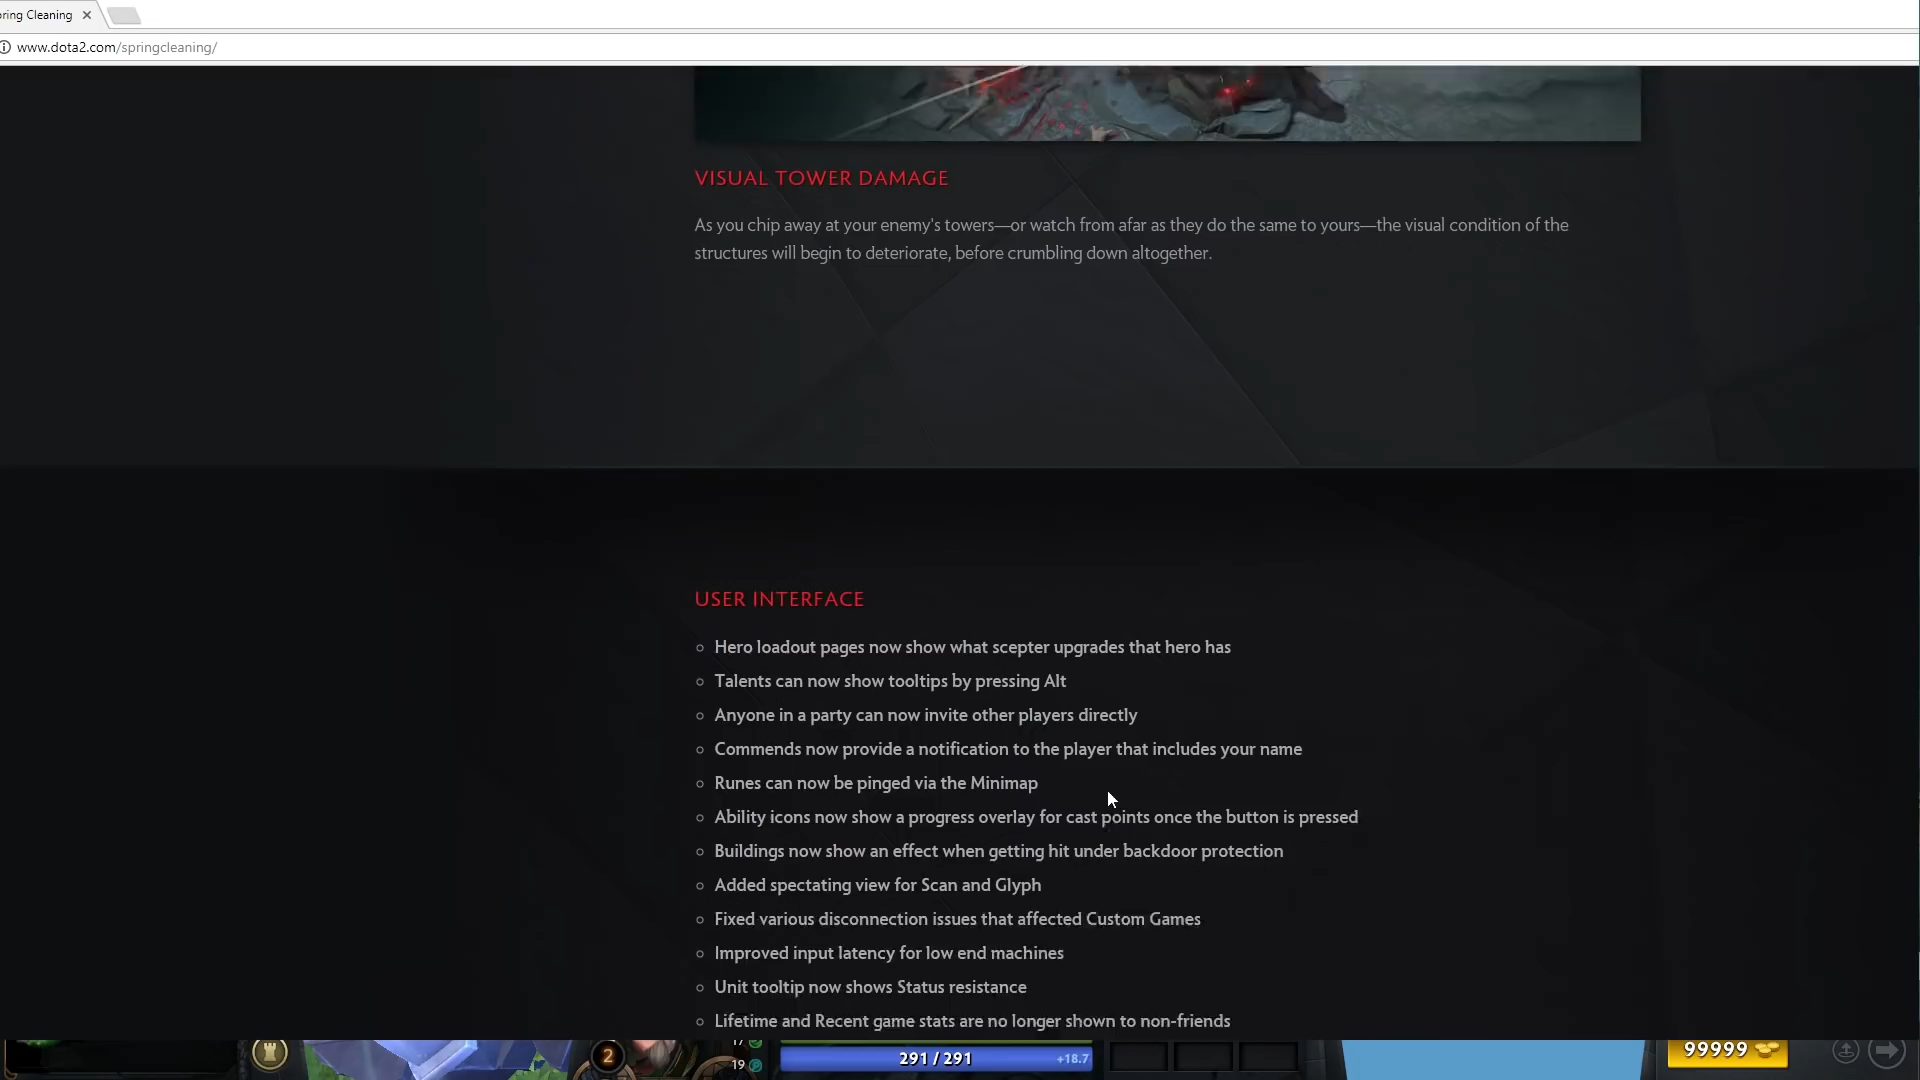 ring Cleaning
www.dota2.com/springcleaning/
VISUAL TOWER DAMAGE
As you chip away at your enemy's towers—or watch from afar as they do the same to yours—the visual condition of the
structures will begin to deteriorate, before crumbling down altogether.
USER INTERFACE
Hero loadout pages now show what scepter upgrades that hero has
Talents can now show tooltips by pressing Alt
Anyone in a party can now invite other players directly
Commends now provide a notification to the player that includes your name
Runes can now be pinged via the Minimap
Ability icons now show a progress overlay for cast points once the button is pressed
Buildings now show an effect when getting hit under backdoor protection
Added spectating view for Scan and Glyph
Fixed various disconnection issues that affected Custom Games
Improved input latency for low end machines
Unit tooltip now shows Status resistance
Lifetime and Recent game stats are no longer shown to non-friends
17
2
19
291 / 291
+18.7
99999